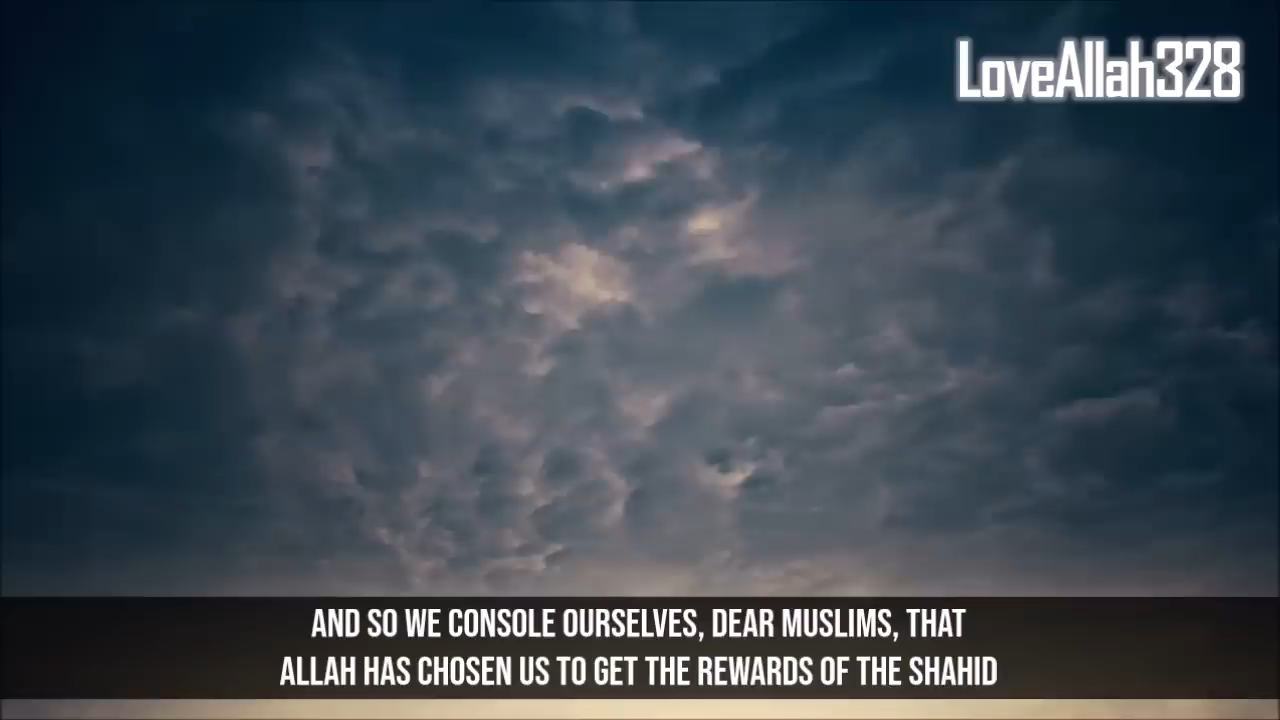 LoveAllah328
AND SO WE CONSOLE OURSELVES, DEAR MUSLIMS, THAT
ALLAH HAS CHOSEN US TO GET THE REWARDS OF THE SHAHID